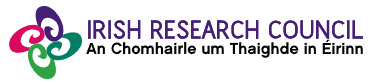 IRISH RESEARCH COUNCIL
An Chomhairle um Thaighde in Éirinn